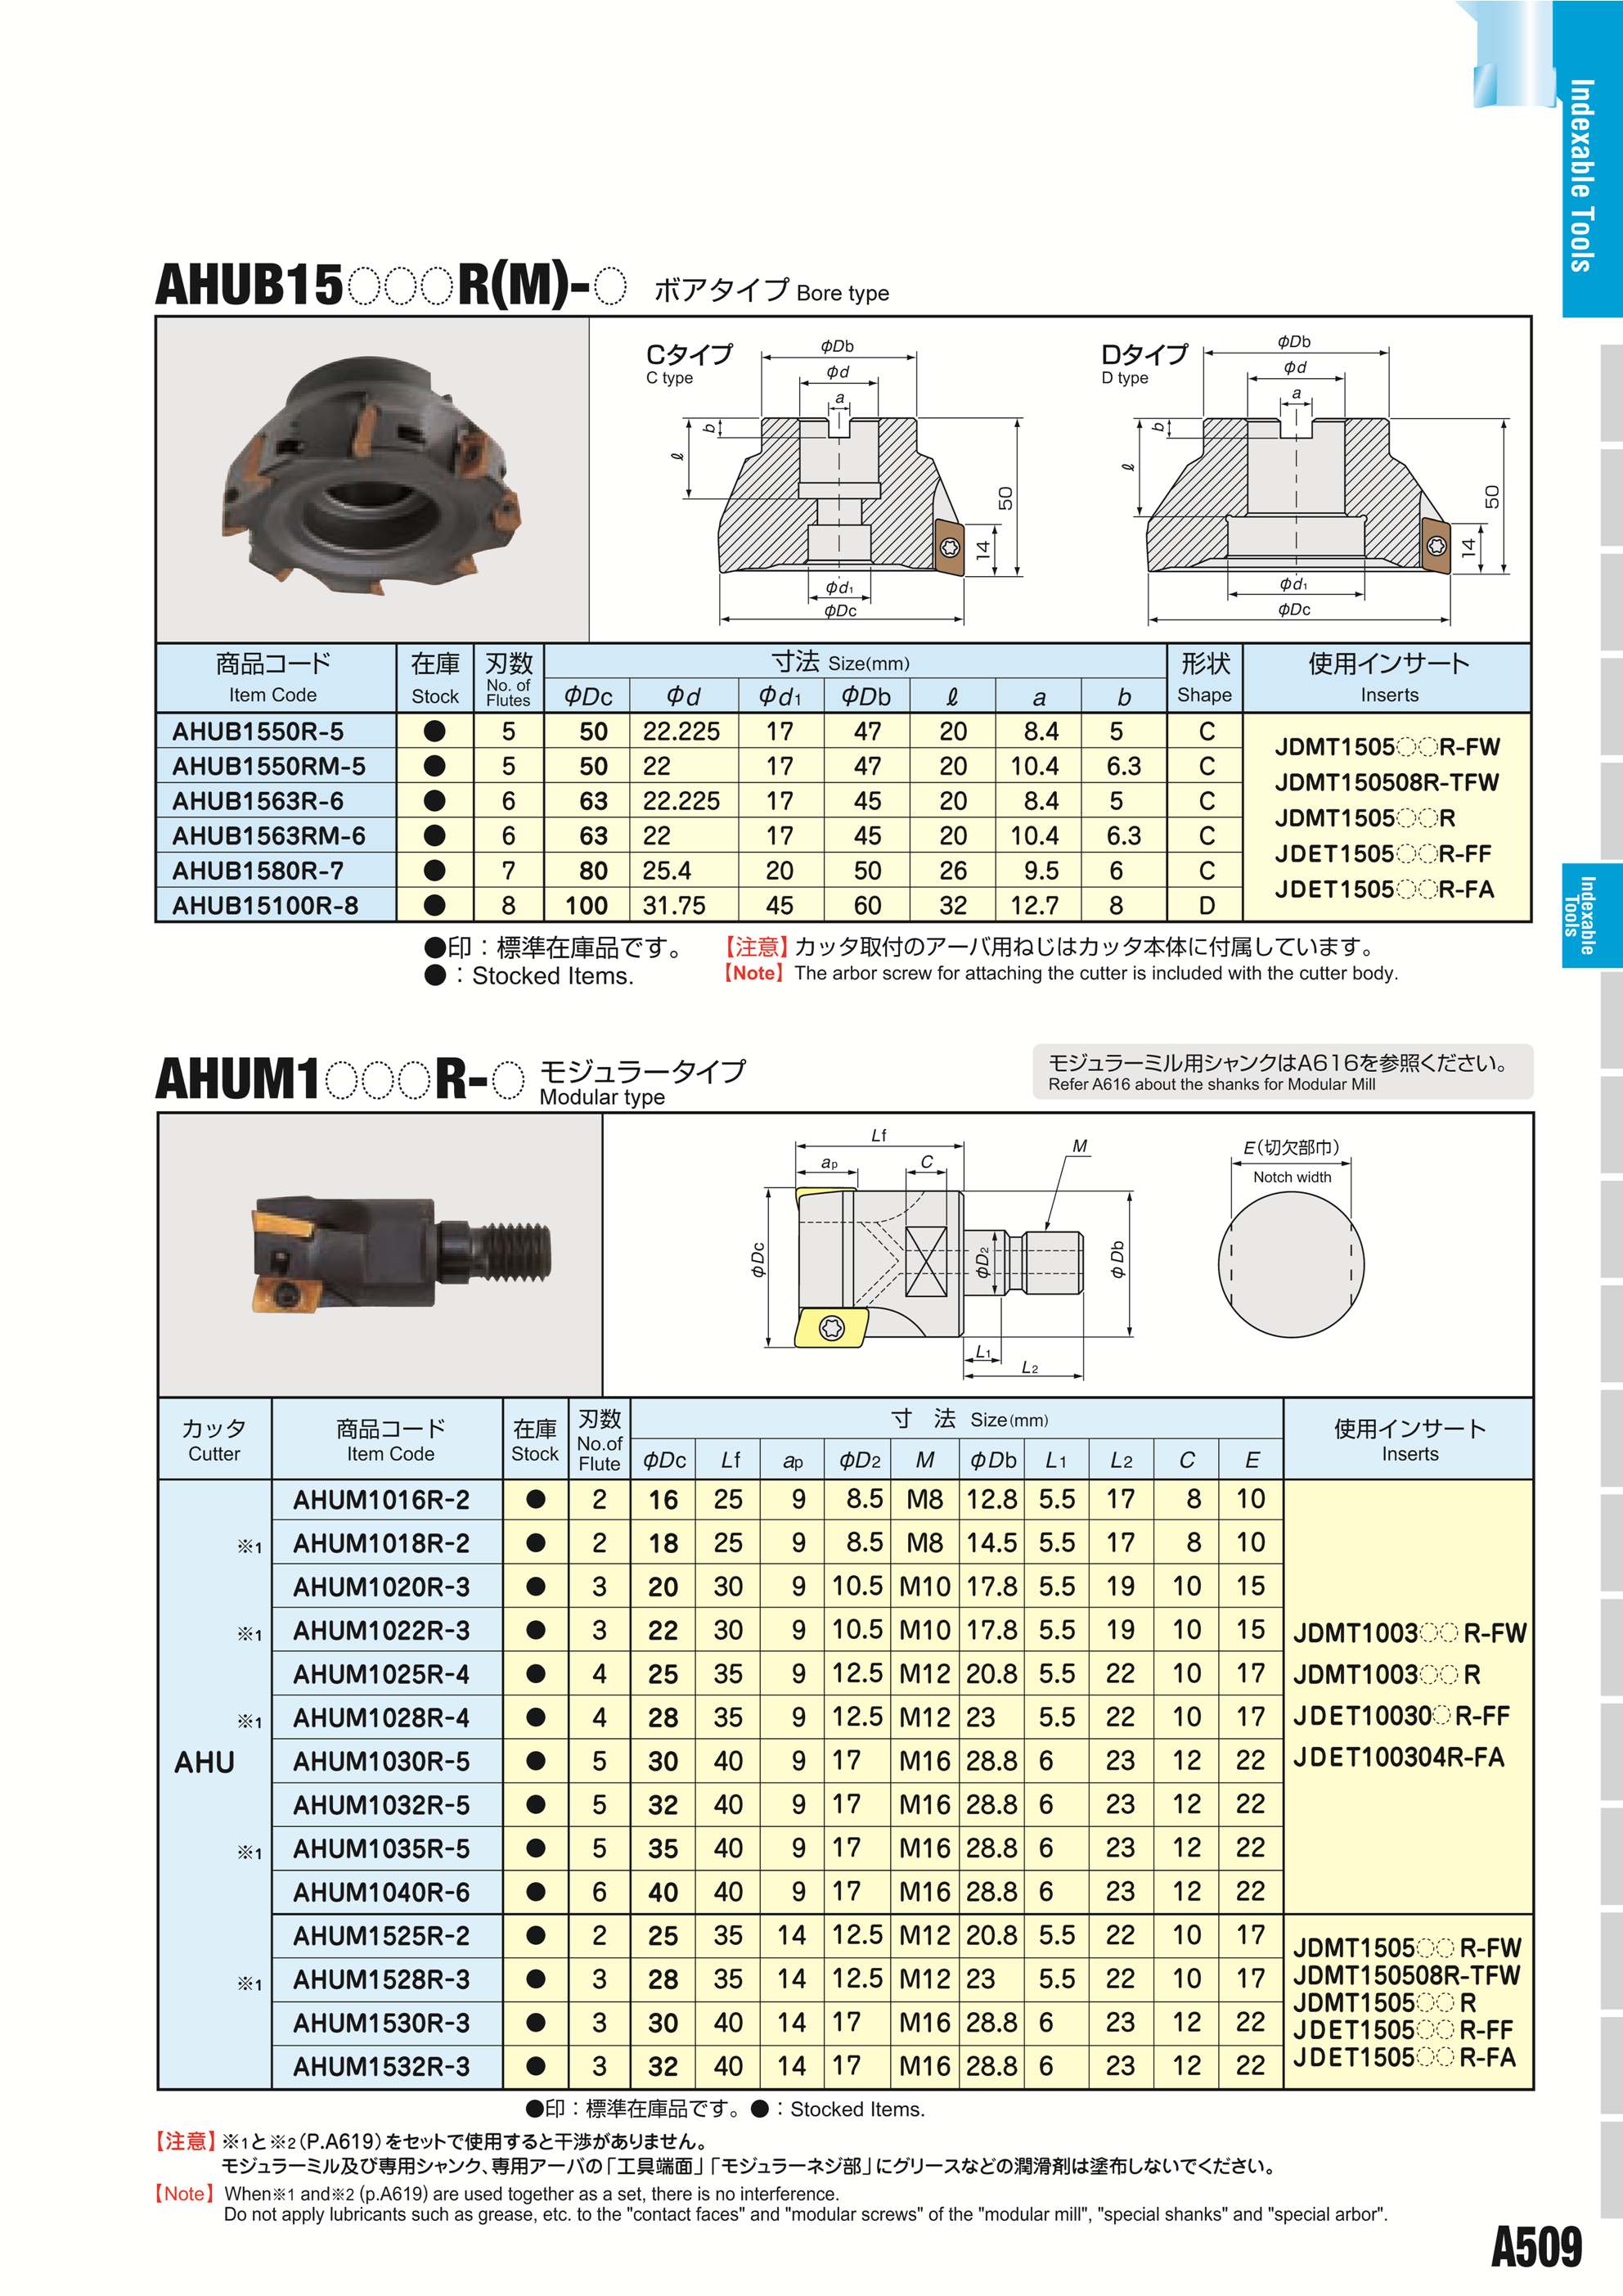 Indexable Tools
AHUB15○○○R(M)-○ ボアタイプ Bore type
Cタイプ
C type
φDb
φd
a
b
ℓ
50
14
φd1
φDc
Dタイプ
D type
φDb
φd
a
b
ℓ
50
14
φd1
φDc
商品コード 在庫 刃数 寸法 Size(mm) 形状 使用インサート
Item Code Stock No. of Flutes φDc φd φd1 φDb ℓ a b Shape Inserts
AHUB1550R-5 ● 5 50 22.225 17 47 20 8.4 5 C
AHUB1550RM-5 ● 5 50 22 17 47 20 10.4 6.3 C
AHUB1563R-6 ● 6 63 22.225 17 45 20 8.4 5 C
AHUB1563RM-6 ● 6 63 22 17 45 20 10.4 6.3 C
AHUB1580R-7 ● 7 80 25.4 20 50 26 9.5 6 C
AHUB15100R-8 ● 8 100 31.75 45 60 32 12.7 8 D
JDMT1505○○R-FW
JDMT150508R-TFW
JDMT1505○○R
JDET1505○○R-FF
JDET1505○○R-FA
●印：標準在庫品です。 【注意】カッタ取付のアーバ用ねじはカッタ本体に付属しています。
●：Stocked Items. 【Note】The arbor screw for attaching the cutter is included with the cutter body.
Indexable
Tools
AHUM1○○○R-○ モジュラータイプ
Modular type
モジュラーミル用シャンクはA616を参照ください。
Refer A616 about the shanks for Modular Mill
Lf
ap
C
M
φDc
φD2
φDb
L1
L2
E(切欠部巾)
Notch width
カッタ 商品コード 在庫 刃数 寸 法 Size(mm) 使用インサート
Cutter Item Code Stock No.of Flute φDc Lf ap φD2 M φDb L1 L2 C E Inserts
AHUM1016R-2 ● 2 16 25 9 8.5 M8 12.8 5.5 17 8 10
※1 AHUM1018R-2 ● 2 18 25 9 8.5 M8 14.5 5.5 17 8 10
AHUM1020R-3 ● 3 20 30 9 10.5 M10 17.8 5.5 19 10 15
※1 AHUM1022R-3 ● 3 22 30 9 10.5 M10 17.8 5.5 19 10 15
AHUM1025R-4 ● 4 25 35 9 12.5 M12 20.8 5.5 22 10 17
※1 AHUM1028R-4 ● 4 28 35 9 12.5 M12 23 5.5 22 10 17
AHU AHUM1030R-5 ● 5 30 40 9 17 M16 28.8 6 23 12 22
AHUM1032R-5 ● 5 32 40 9 17 M16 28.8 6 23 12 22
※1 AHUM1035R-5 ● 5 35 40 9 17 M16 28.8 6 23 12 22
AHUM1040R-6 ● 6 40 40 9 17 M16 28.8 6 23 12 22
AHUM1525R-2 ● 2 25 35 14 12.5 M12 20.8 5.5 22 10 17
※1 AHUM1528R-3 ● 3 28 35 14 12.5 M12 23 5.5 22 10 17
AHUM1530R-3 ● 3 30 40 14 17 M16 28.8 6 23 12 22
AHUM1532R-3 ● 3 32 40 14 17 M16 28.8 6 23 12 22
JDMT1003○○R-FW
JDMT1003○○R
JDET10030○R-FF
JDET100304R-FA
JDMT1505○○R-FW
JDMT150508R-TFW
JDMT1505○○R
JDET1505○○R-FF
JDET1505○○R-FA
●印：標準在庫品です。●：Stocked Items.
【注意】※1と※2(P.A619)をセットで使用すると干渉がありません。
モジュラーミル及び専用シャンク、専用アーバの「工具端面」「モジュラーネジ部」にグリースなどの潤滑剤は塗布しないでください。
【Note】When※1 and※2 (p.A619) are used together as a set, there is no interference.
Do not apply lubricants such as grease, etc. to the "contact faces" and "modular screws" of the "modular mill", "special shanks" and "special arbor".
A509